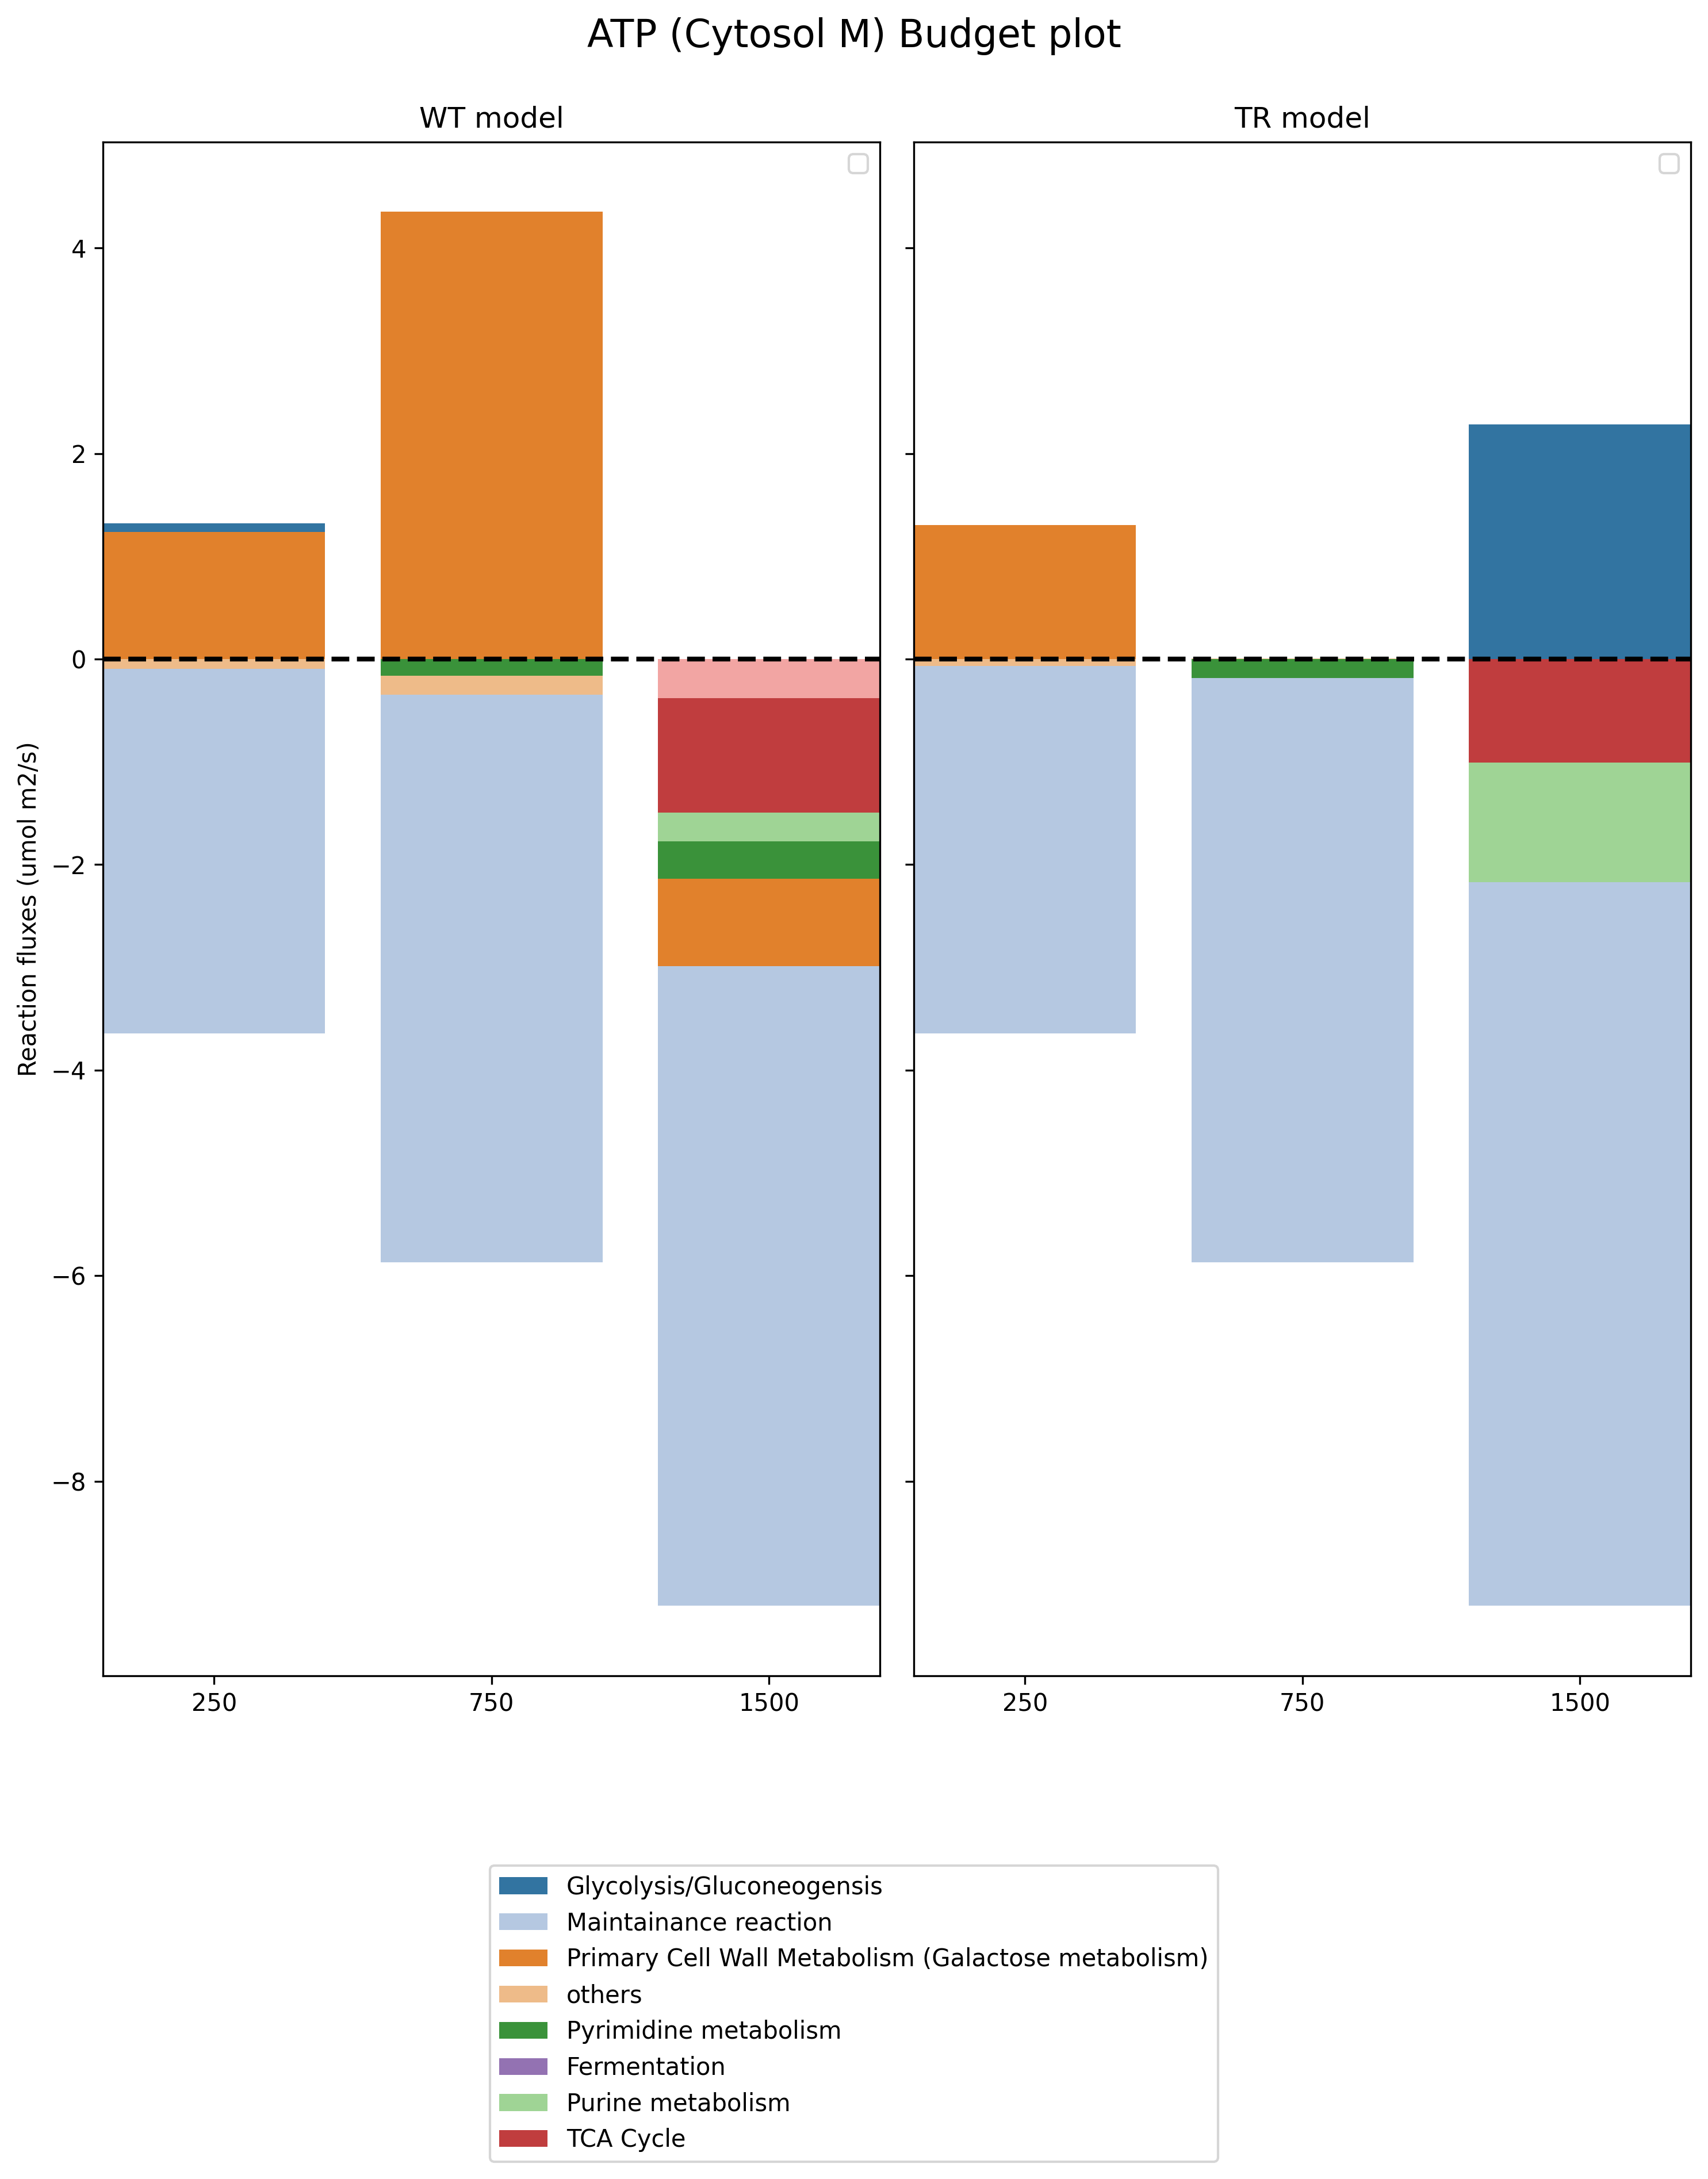 ATP (Cytosol M) Budget plot
WT model
TR model
4
2
0
−2
−4
−6
−8
Reaction fluxes (umol m2/s)
250 750 1500
250 750 1500
Glycolysis/Gluconeogensis
Maintainance reaction
Primary Cell Wall Metabolism (Galactose metabolism)
others
Pyrimidine metabolism
Fermentation
Purine metabolism
TCA Cycle